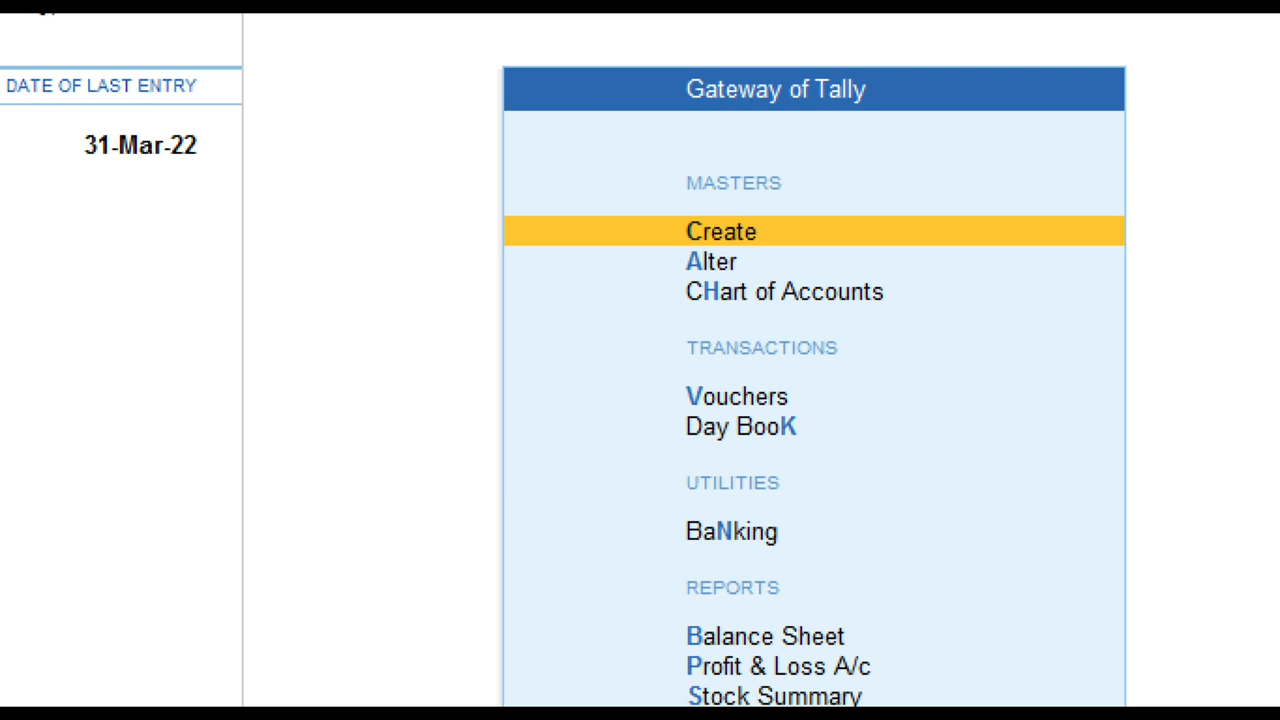 DATE OF LAST ENTRY
31-Mar-22
Gateway of Tally
MASTERS
Create
Alter
CHart of Accounts
TRANSACTIONS
Vouchers
Day BooK
UTILITIES
BaNking
REPORTS
Balance Sheet
Profit & Loss A/c
Stock Summary